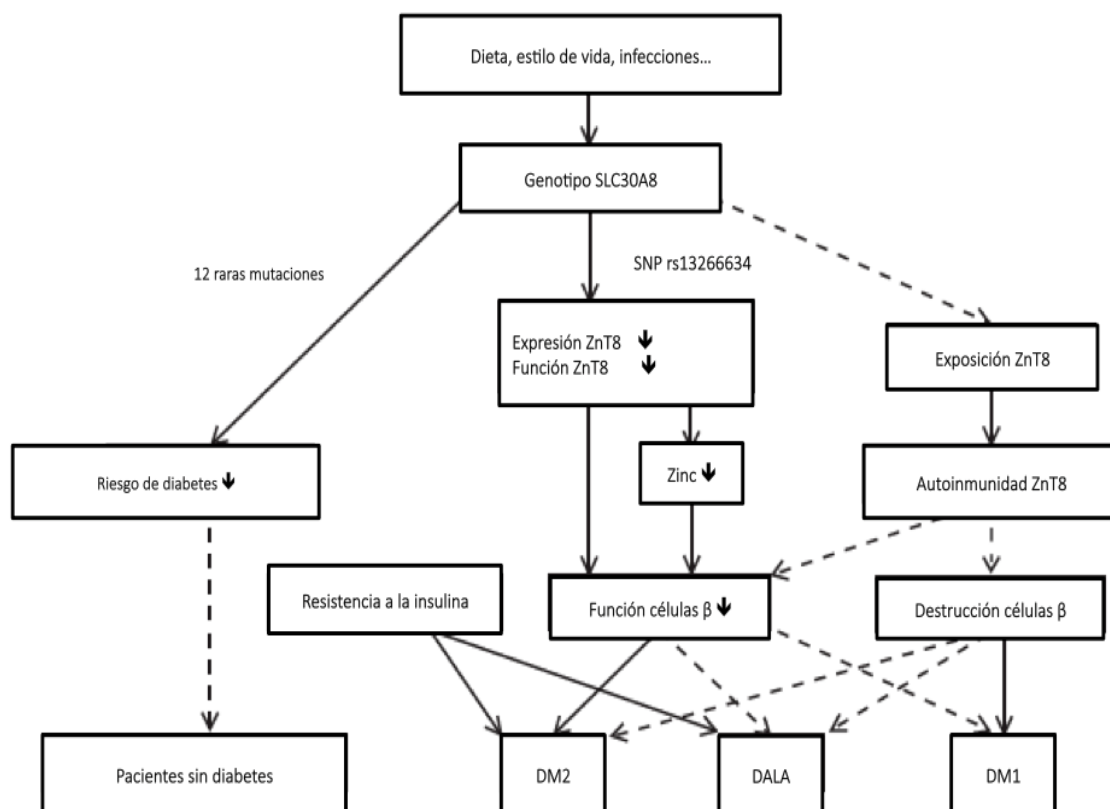 Dieta, estilo de vida, infecciones...
Genotipo SLC30A8
12 raras mutaciones
SNP rs13266634
Expresión ZnT8 ↓
Función ZnT8 ↓
Exposición ZnT8
Riesgo de diabetes ↓
Zinc ↓
Autoinmunidad ZnT8
Resistencia a la insulina
Función células β ↓
Destrucción células β
Pacientes sin diabetes
DM2
DALA
DM1